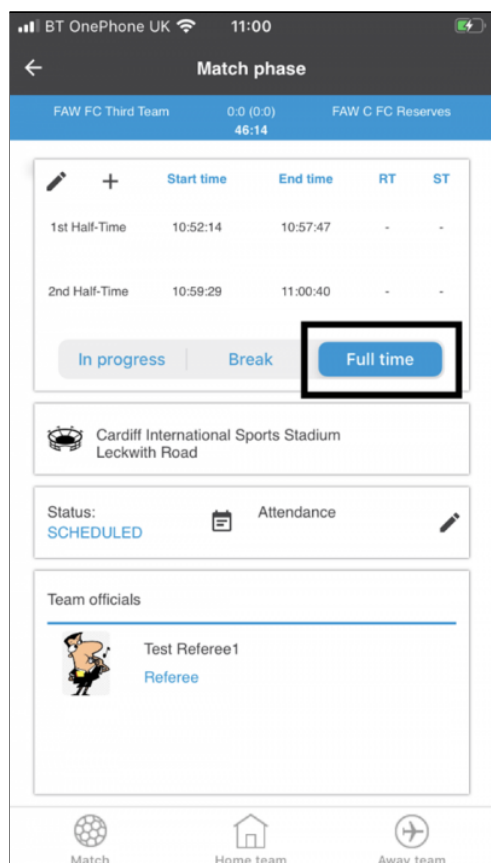 BT OnePhone UK 11:00
Match phase
FAW FC Third Team 0:0 (0:0) FAW C FC Reserves
46:14
Start time End time RT ST
1st Half-Time 10:52:14 10:57:47 - -
2nd Half-Time 10:59:29 11:00:40 - -
In progress Break Full time
Cardiff International Sports Stadium
Leckwith Road
Status: Attendance
SCHEDULED
Team officials
Test Referee1
Referee
Match Home team Away team